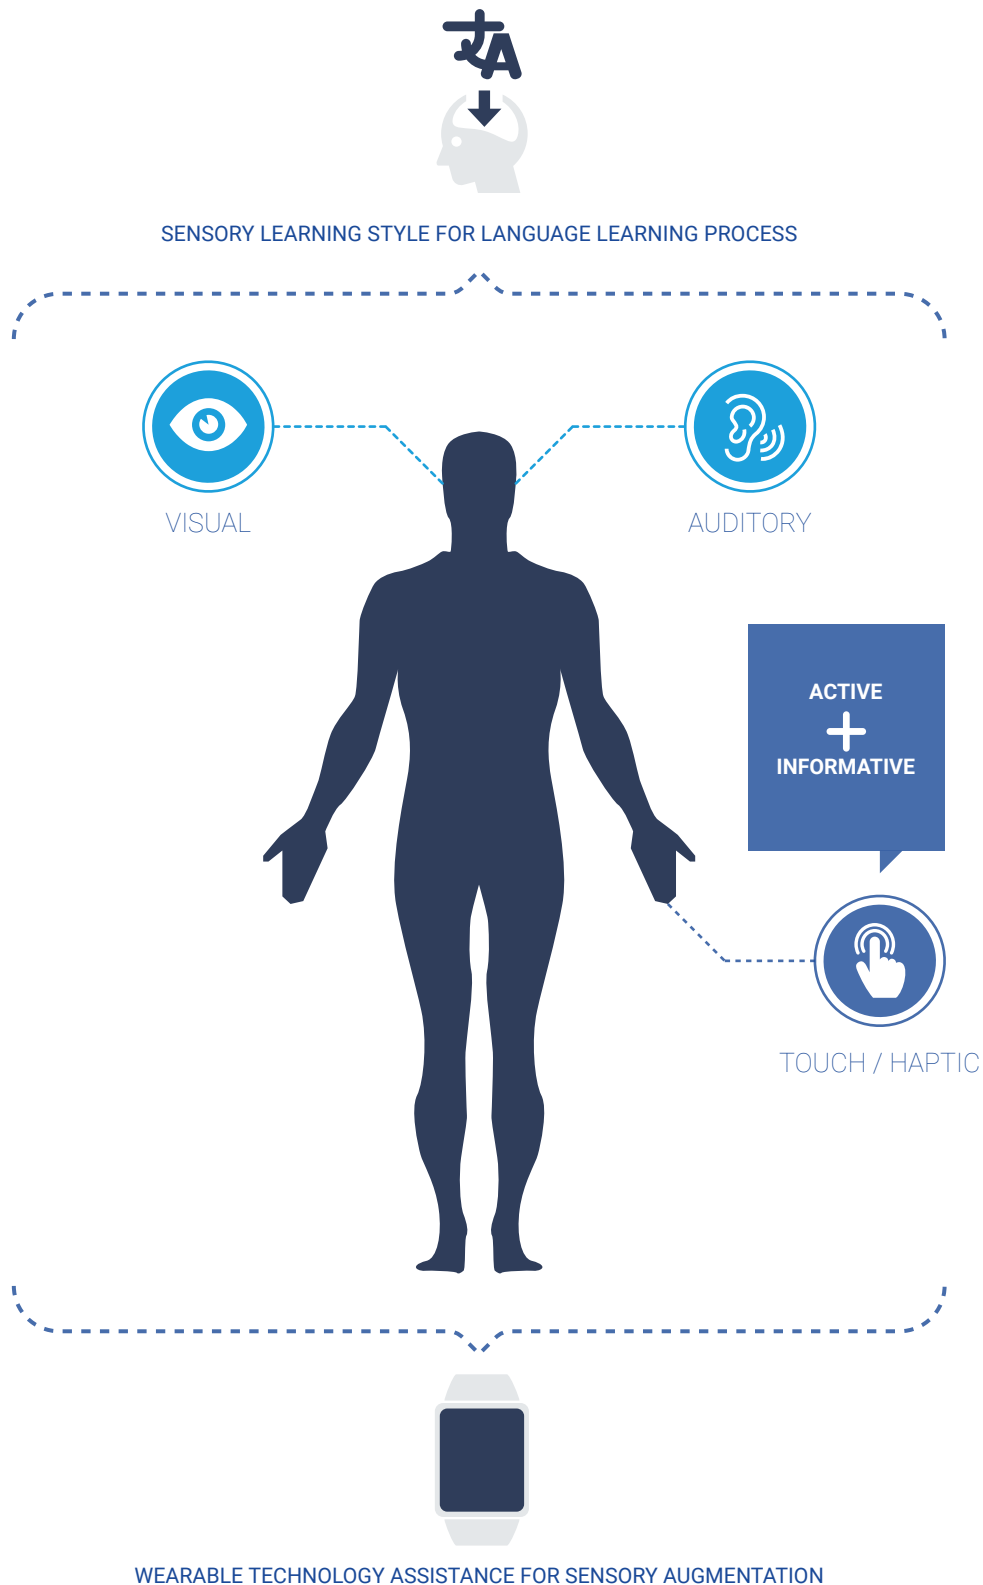 SENSORY LEARNING STYLE FOR LANGUAGE LEARNING PROCESS
VISUAL
AUDITORY
ACTIVE
+
INFORMATIVE
TOUCH / HAPTIC
WEARABLE TECHNOLOGY ASSISTANCE FOR SENSORY AUGMENTATION